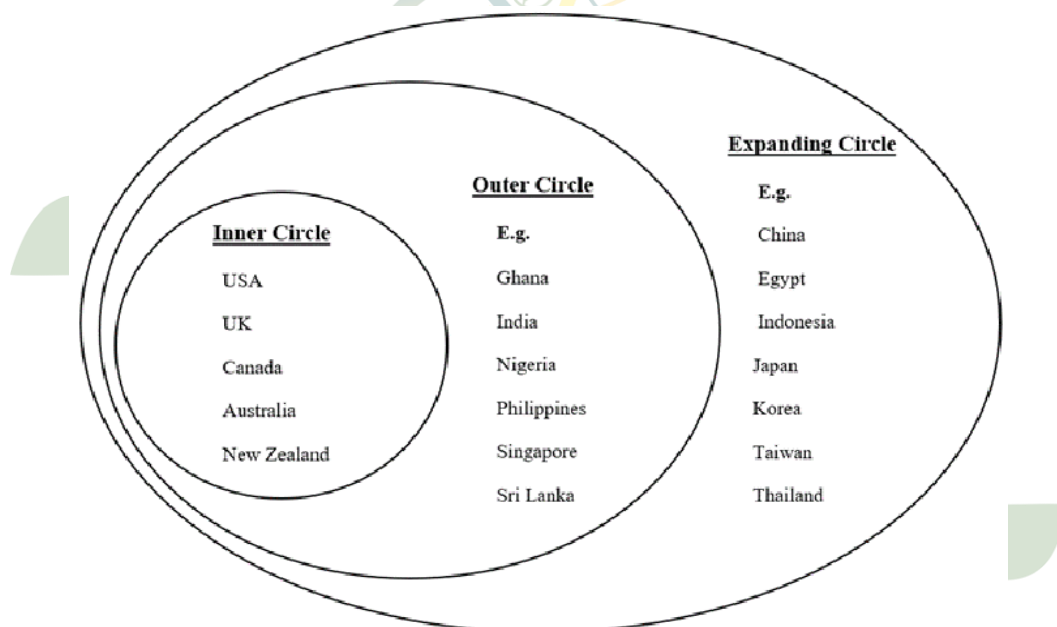 Inner Circle
USA
UK
Canada
Australia
New Zealand
Outer Circle
E.g.
Ghana
India
Nigeria
Philippines
Singapore
Sri Lanka
Expanding Circle
E.g.
China
Egypt
Indonesia
Japan
Korea
Taiwan
Thailand